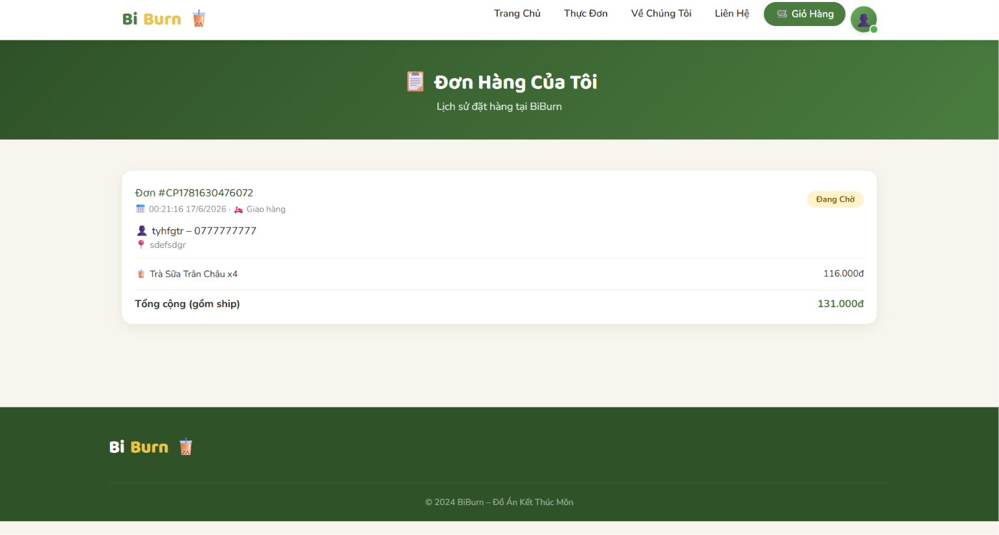 Bi Burn
Trang Chủ
Thực Đơn
Về Chúng Tôi
Liên Hệ
Giỏ Hàng
Đơn Hàng Của Tôi
Lịch sử đặt hàng tại BiBurn
Đơn #CP1781630476072
Đang Chờ
00:21:16 17/6/2026 · Giao hàng
tyhfgtr – 0777777777
sdefsdgr
Trà Sữa Trân Châu x4 116.000đ
Tổng cộng (gồm ship) 131.000đ
Bi Burn
© 2024 BiBurn – Đồ Án Kết Thúc Môn